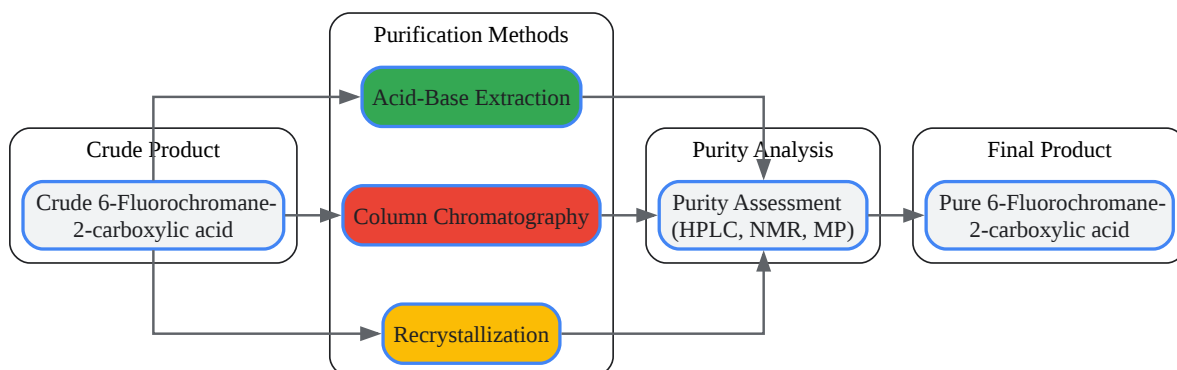 Purification Methods
Acid-Base Extraction
Crude Product
Crude 6-Fluorochromane-
2-carboxylic acid
Column Chromatography
Recrystallization
Purity Analysis
Purity Assessment
(HPLC, NMR, MP)
Final Product
Pure 6-Fluorochromane-
2-carboxylic acid